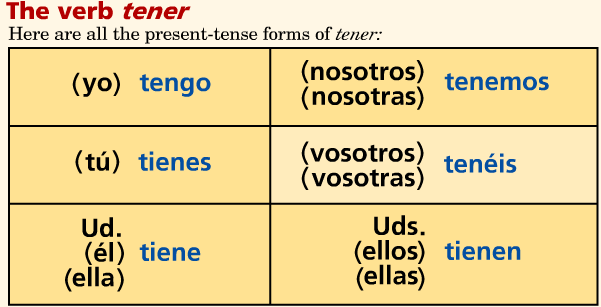 The verb tener
Here are all the present-tense forms of tener:
(yo) tengo
(nosotros)
(nosotras) tenemos
(tú) tienes
(vosotros)
(vosotras) tenéis
Ud.
(él) tiene
(ella)
Uds.
(ellos) tienen
(ellas)